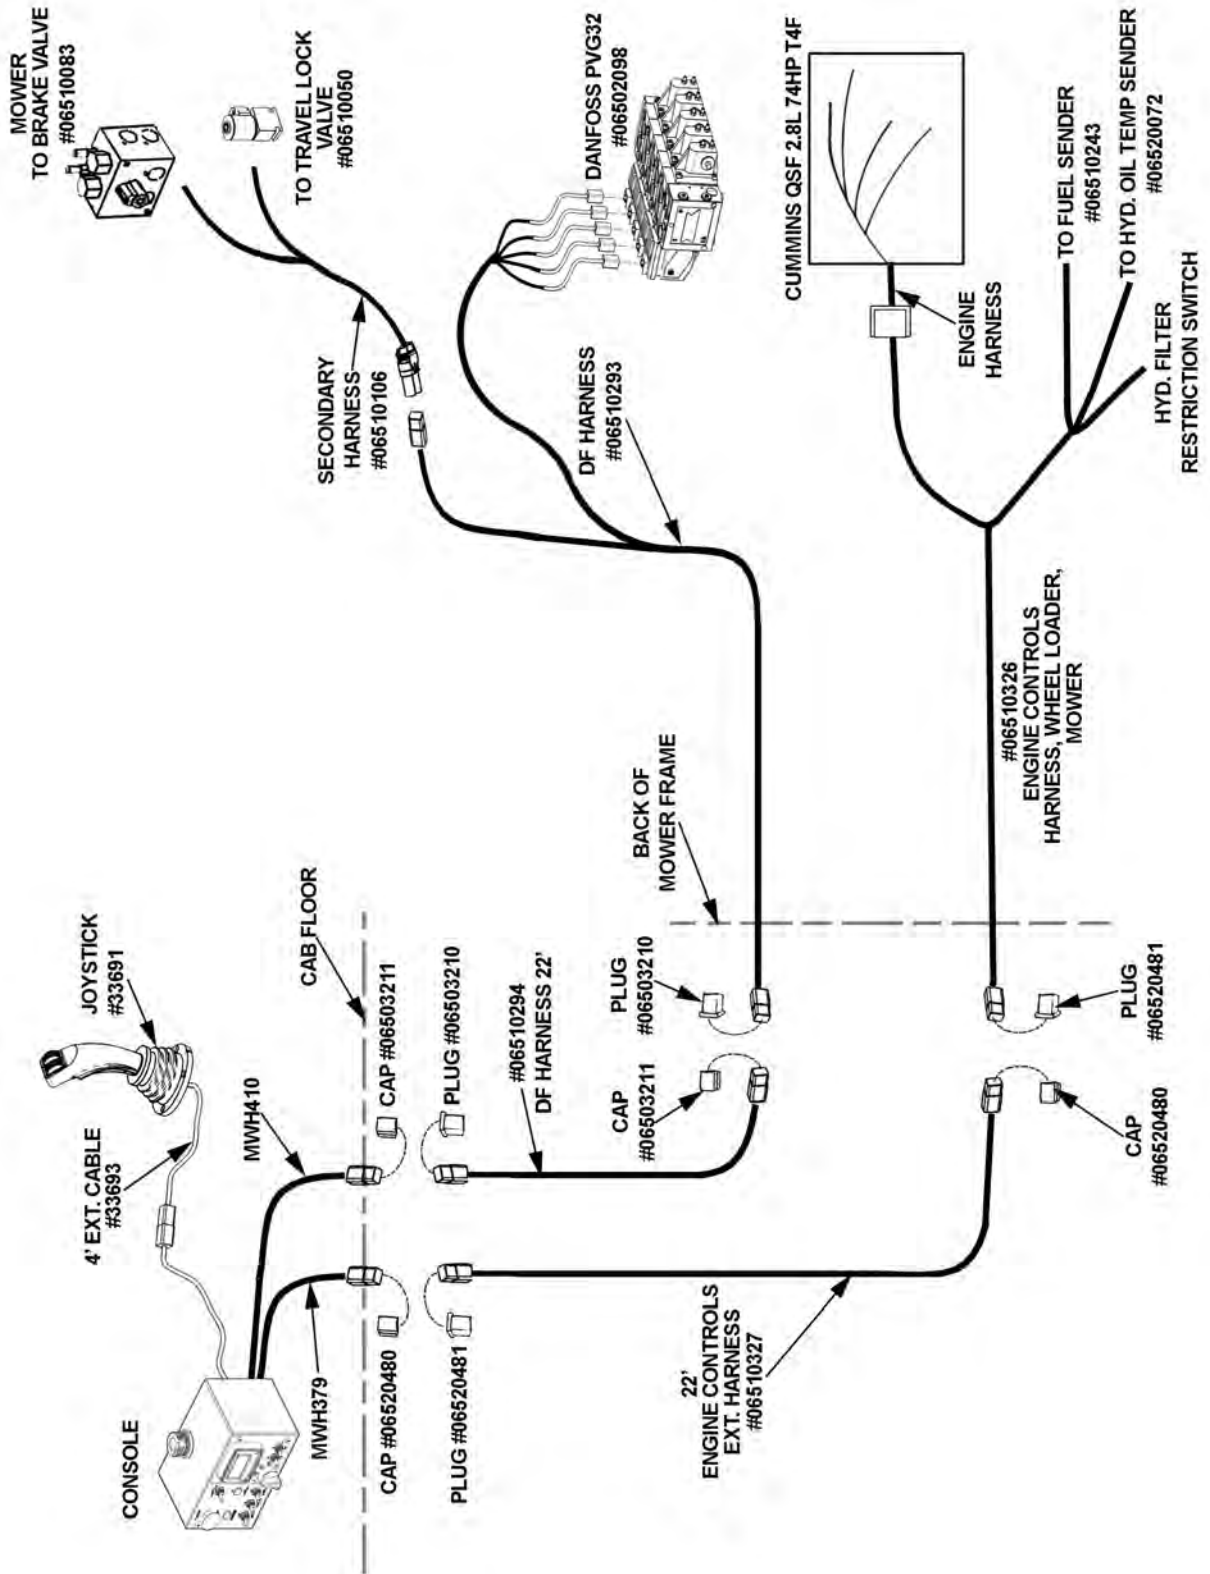 CONSOLE
4' EXT. CABLE
#33693
JOYSTICK
#33691
MWH410
MWH379
CAB FLOOR
CAP #06520480
CAP #06503211
PLUG #06520481
PLUG #06503210
22'
ENGINE CONTROLS
EXT. HARNESS
#06510327
#06510294
DF HARNESS 22'
CAP
#06503211
PLUG
#06503210
CAP
#06520480
PLUG
#06520481
BACK OF
MOWER FRAME
#06510326
ENGINE CONTROLS
HARNESS, WHEEL LOADER,
MOWER
DF HARNESS
#06510293
SECONDARY
HARNESS
#06510106
MOWER
TO BRAKE VALVE
#06510083
TO TRAVEL LOCK
VALVE
#06510050
DANFOSS PVG32
#06502098
CUMMINS QSF 2.8L 74HP T4F
ENGINE
HARNESS
TO FUEL SENDER
#06510243
TO HYD. OIL TEMP SENDER
#06520072
HYD. FILTER
RESTRICTION SWITCH